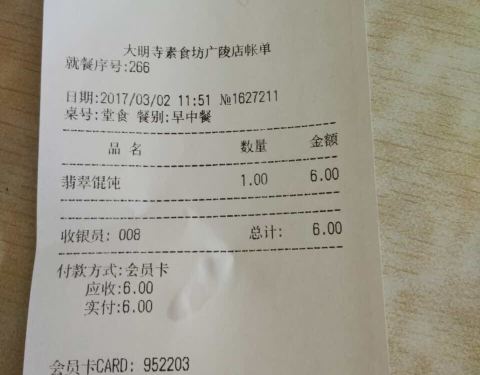 大明寺素食坊广陵店帐单
就餐序号:266
日期:2017/03/02 11:51 №1627211
桌号:堂食 餐别:早中餐
品 名 数量 金额
翡翠馄饨 1.00 6.00
收银员: 008 总计: 6.00
付款方式:会员卡
应收:6.00
实付:6.00
会员卡CARD: 952203